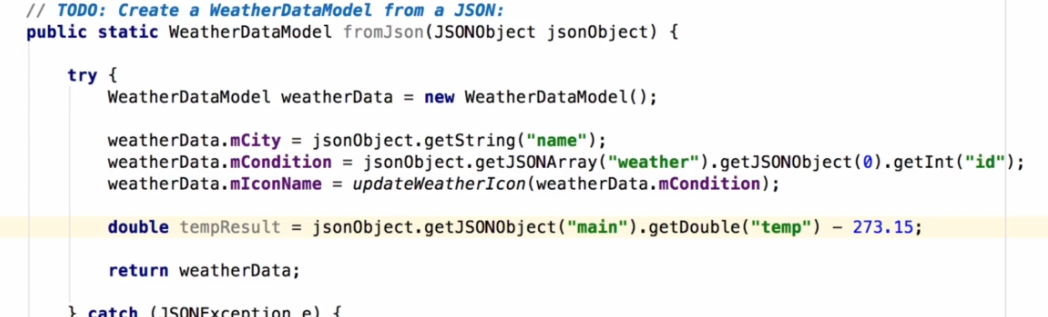 // TODO: Create a WeatherDataModel from a JSON:
public static WeatherDataModel fromJson(JSONObject jsonObject) {
try {
WeatherDataModel weatherData = new WeatherDataModel();
weatherData.mCity = jsonObject.getString("name");
weatherData.mCondition = jsonObject.getJSONArray("weather").getJSONObject(0).getInt("id");
weatherData.mIconName = updateWeatherIcon(weatherData.mCondition);
double tempResult = jsonObject.getJSONObject("main").getDouble("temp") - 273.15;
return weatherData;
} catch (JSONException e) {